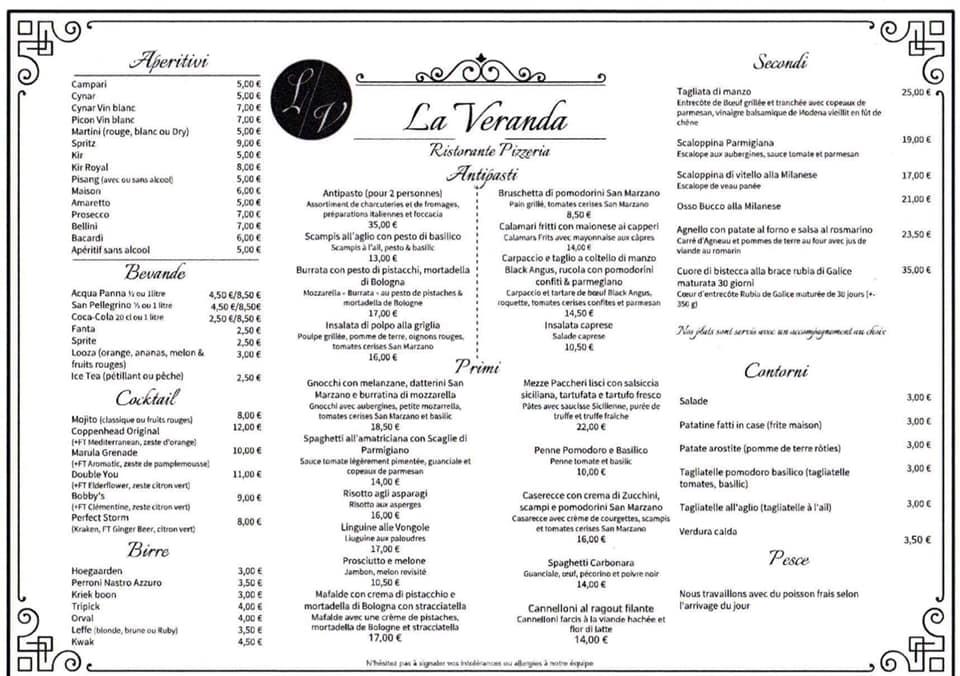 Aperitivi
Campari 5,00 €
Cynar 5,00 €
Cynar Vin blanc 7,00 €
Picon Vin blanc 7,00 €
Martini (rouge, blanc ou Dry) 5,00 €
Spritz 9,00 €
Kir 5,00 €
Kir Royal 8,00 €
Pisang (avec ou sans alcool) 5,00 €
Maison 6,00 €
Amaretto 5,00 €
Prosecco 7,00 €
Bellini 7,00 €
Bacardi 6,00 €
Apéritif sans alcool 5,00 €
Bevande
Acqua Panna ½ ou 1litre 4,50 €/8,50 €
San Pellegrino ½ ou 1 litre 4,50 €/8,50€
Coca-Cola 20 cl ou 1 litre 2,50 €/8,50 €
Fanta 2,50 €
Sprite 2,50 €
Looza (orange, ananas, melon & 3,00 €
fruits rouges)
Ice Tea (pétillant ou pêche) 2,50 €
Cocktail
Mojito (classique ou fruits rouges) 8,00 €
Coppenhead Original 12,00 €
(+FT Mediterranean, zeste d'orange)
Marula Grenade 10,00 €
(+FT Aromatic, zeste de pamplemousse)
Double You 11,00 €
(+FT Elderflower, zeste citron vert)
Bobby's 9,00 €
(+FT Clémentine, zeste citron vert)
Perfect Storm 8,00 €
(Kraken, FT Ginger Beer, citron vert)
Birre
Hoegaarden 3,00 €
Perroni Nastro Azzuro 3,50 €
Kriek boon 3,00 €
Tripick 4,00 €
Orval 4,00 €
Leffe (blonde, brune ou Ruby) 3,50 €
Kwak 4,50 €
L/V
La Veranda
Ristorante Pizzeria
Antipasti
Antipasto (pour 2 personnes)
Assortiment de charcuteries et de fromages,
préparations italiennes et foccacia
35,00 €
Scampis all'aglio con pesto di basilico
Scampis à l'ail, pesto & basilic
13,00 €
Burrata con pesto di pistacchi, mortadella
di Bologna
Mozzarella - Burrata - au pesto de pistaches &
mortadella de Bologne
17,00 €
Insalata di polpo alla griglia
Poulpe grillée, pomme de terre, oignons rouges,
tomates cerises San Marzano
16,00 €
Bruschetta di pomodorini San Marzano
Pain grillé, tomates cerises San Marzano
8,50 €
Calamari fritti con maionese ai capperi
Calamars Frits avec mayonnaise aux câpres
14,00 €
Carpaccio e taglio a coltello di manzo
Black Angus, rucola con pomodorini
confiti & parmegiano
Carpaccio et tartare de bœuf Black Angus,
roquette, tomates cerises confites et parmesan
14,50 €
Insalata caprese
Salade caprese
10,50 €
Primi
Gnocchi con melanzane, datterini San
Marzano e burratina di mozzarella
Gnocchi avec aubergines, petite mozarrella,
tomates cerises San Marzano et basilic
18,50 €
Spaghetti all'amatriciana con Scaglie di
Parmigiano
Sauce tomate légèrement pimentée, guanciale et
copeaux de parmesan
14,00 €
Risotto agli asparagi
Risotto aux asperges
16,00 €
Linguine alle Vongole
Liuguine aux paloudres
17,00 €
Prosciutto e melone
Jambon, melon revisité
10,50 €
Mafalde con crema di pistacchio e
mortadella di Bologna con stracciatella
Mafalde avec une crème de pistaches,
mortadella de Bologne et stracciatella
17,00 €
Mezze Paccheri lisci con salsiccia
siciliana, tartufata e tartufo fresco
Pâtes avec saucisse Sicilienne, purée de
truffe et truffe fraîche
22,00 €
Penne Pomodoro e Basilico
Penne tomate et basilic
10,00 €
Caserecce con crema di Zucchini,
scampi e pomodorini San Marzano
Casarecce avec crème de courgettes, scampis
et tomates cerises San Marzano
16,00 €
Spaghetti Carbonara
Guanciale, œuf, pécorino et poivre noir
14,00 €
Cannelloni al ragout filante
Cannelloni farcis à la viande hachée et
fior di latte
14,00 €
Secondi
Tagliata di manzo 25,00 €
Entrecôte de Bœuf grillée et tranchée avec copeaux de
parmesan, vinaigre balsamique de Modena vieillit en fût de
chêne
Scaloppina Parmigiana 19,00 €
Escalope aux aubergines, sauce tomate et parmesan
Scaloppina di vitello alla Milanese 17,00 €
Escalope de veau panée
Osso Bucco alla Milanese 21,00 €
Agnello con patate al forno e salsa al rosmarino 23,50 €
Carré d'Agneau et pommes de terre au four avec jus de
viande au romarin
Cuore di bistecca alla brace rubia di Galice 35,00 €
maturata 30 giorni
Cœur d'entrecôte Rubia de Galice maturée de 30 jours (+-
350 g)
Nos plats sont servis avec un accompagnement au choix
Contorni
Salade 3,00 €
Patatine fatti in case (frite maison) 3,00 €
Patate arostite (pomme de terre rôties) 3,00 €
Tagliatelle pomodoro basilico (tagliatelle 3,00 €
tomates, basilic)
Tagliatelle all'aglio (tagliatelle à l'ail) 3,00 €
Verdura calda 3,50 €
Pesce
Nous travaillons avec du poisson frais selon
l'arrivage du jour
N'hésitez pas à signaler vos intolérances ou allergies à notre équipe